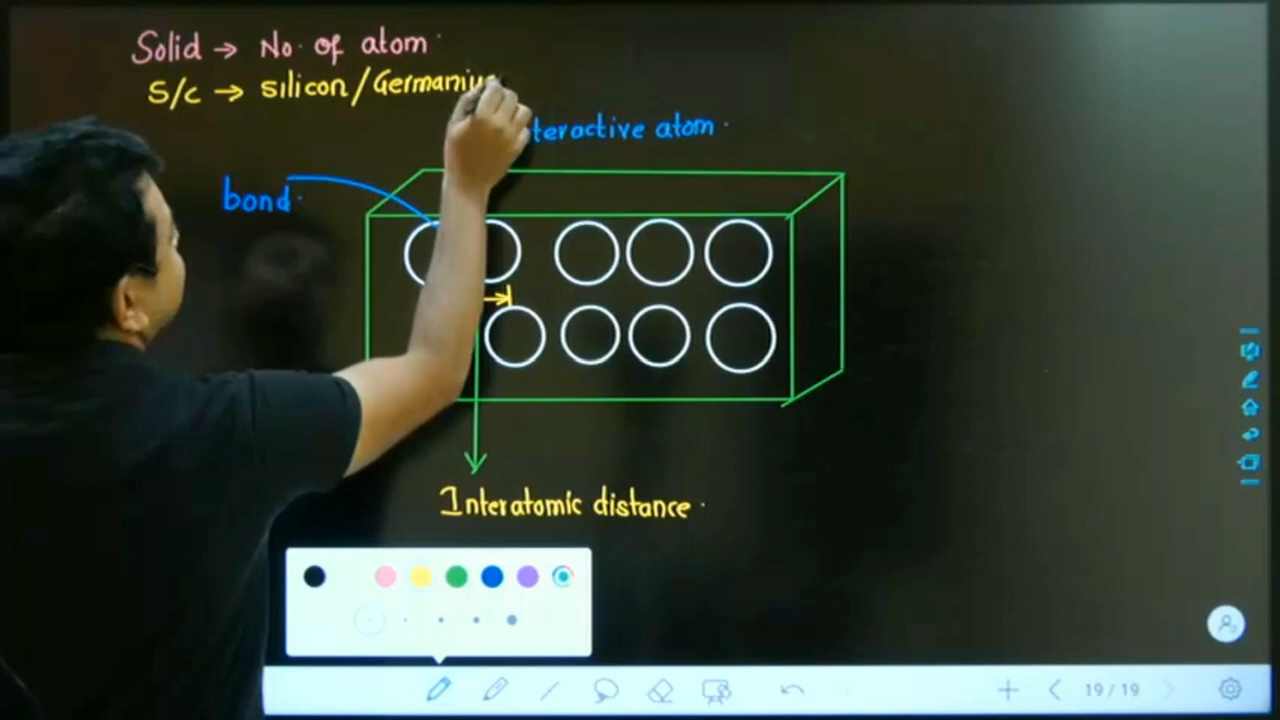 Solid → No. of atom.
S/C → Silicon/Germaniu
teractive atom.
bond.
Interatomic distance.
19/19